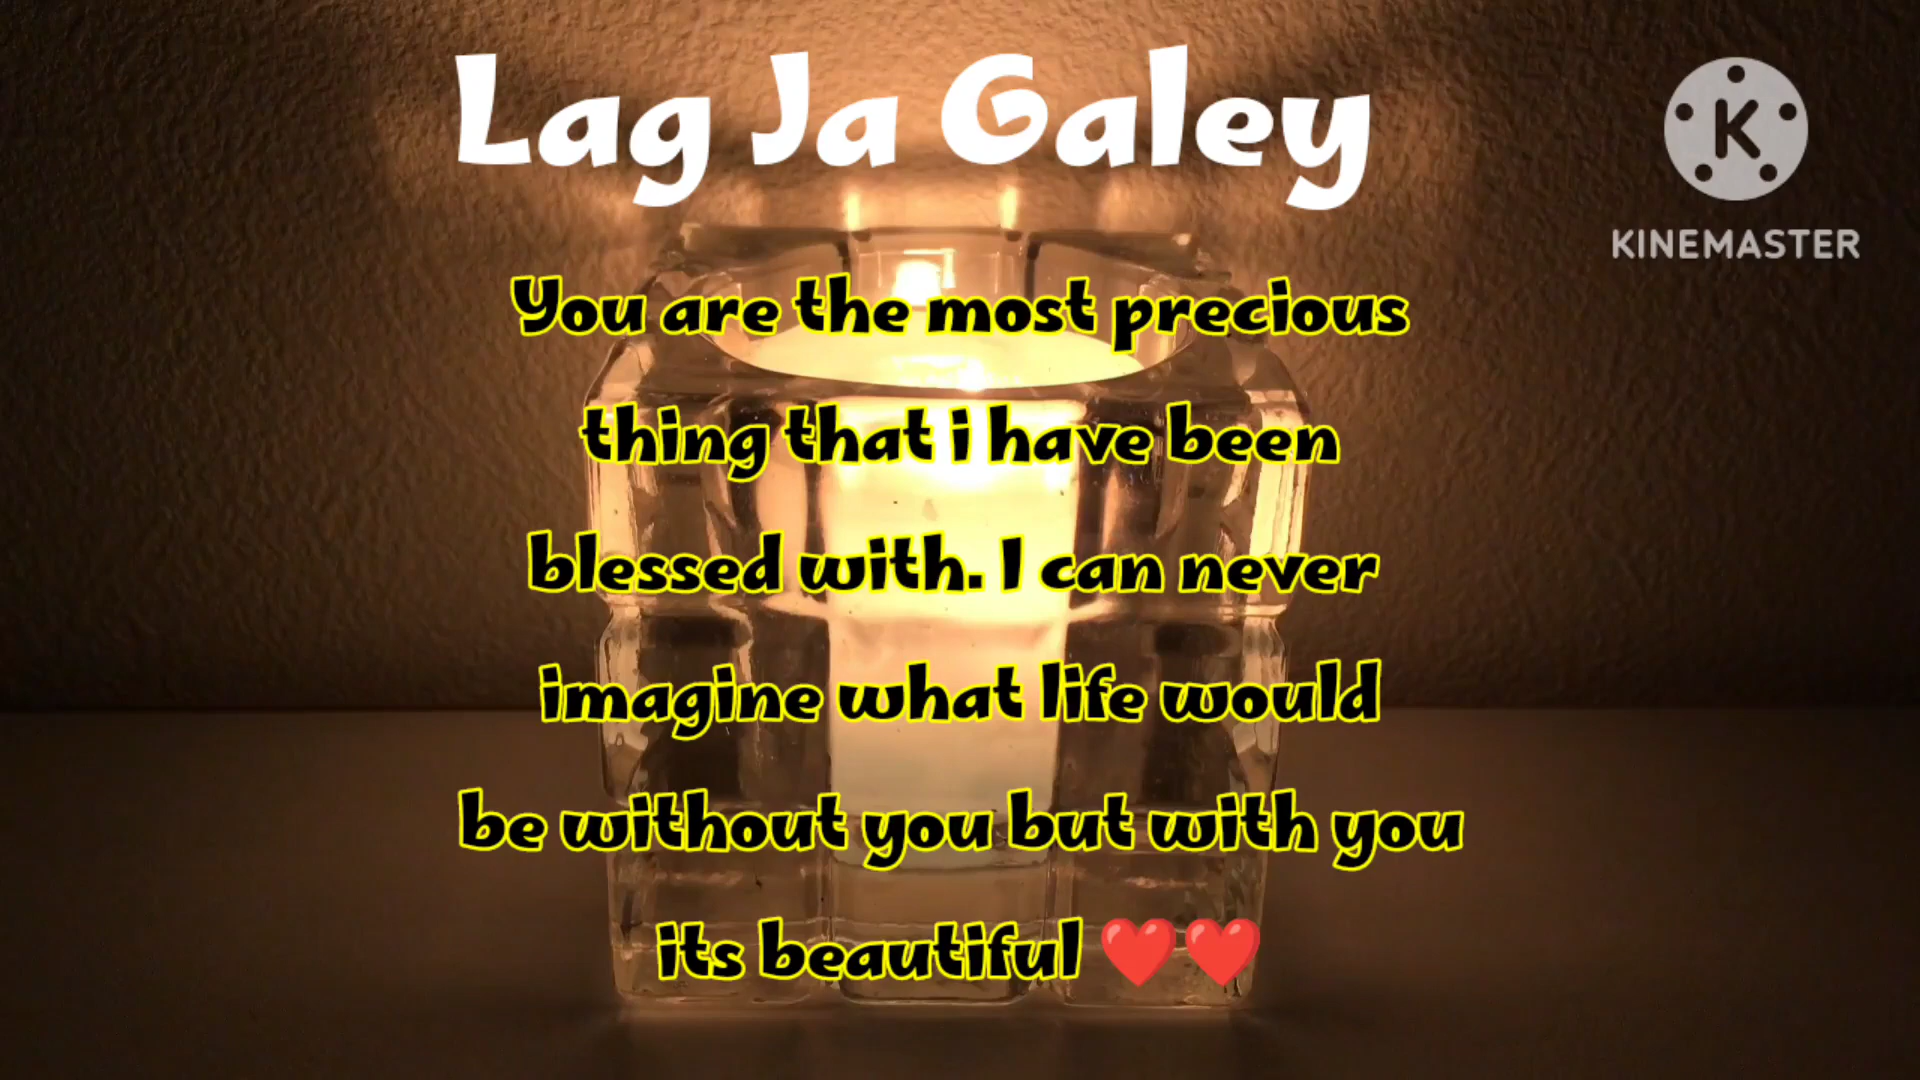 Lag Ja Galey
K
KINEMASTER
You are the most precious
thing that i have been
blessed with. I can never
imagine what life would
be without you but with you
its beautiful ❤️❤️